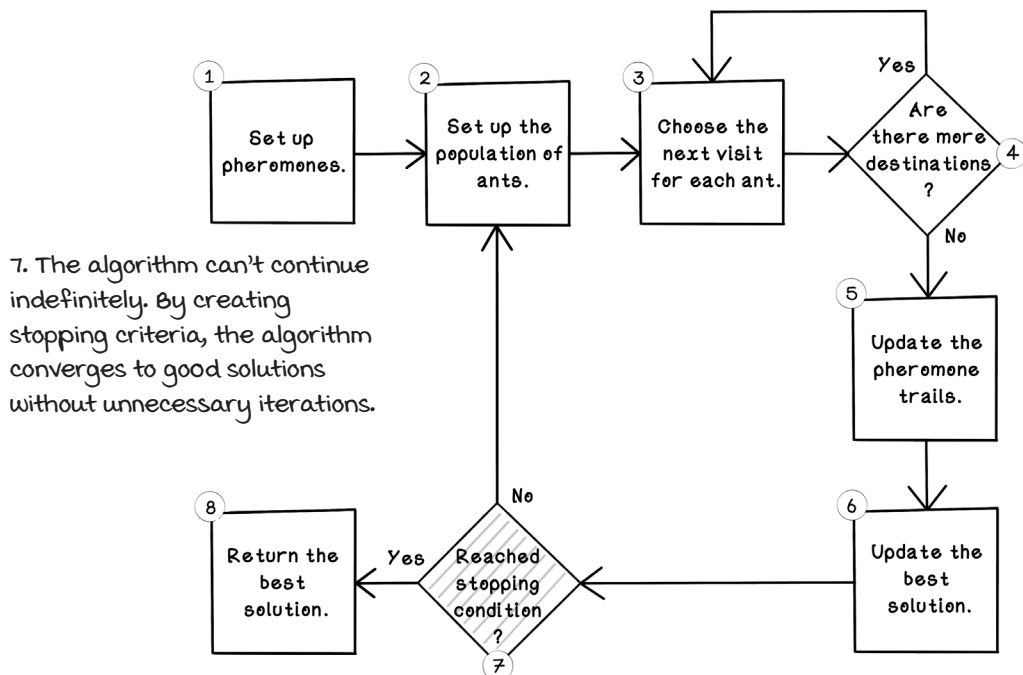 1
Set up
pheromones.
2
Set up the
population of
ants.
3
Choose the
next visit
for each ant.
Yes
Are
there more
destinations
?
4
No
7. The algorithm can't continue
indefinitely. By creating
stopping criteria, the algorithm
converges to good solutions
without unnecessary iterations.
5
Update the
pheromone
trails.
6
Update the
best
solution.
No
Reached
stopping
condition
?
7
Yes
8
Return the
best
solution.